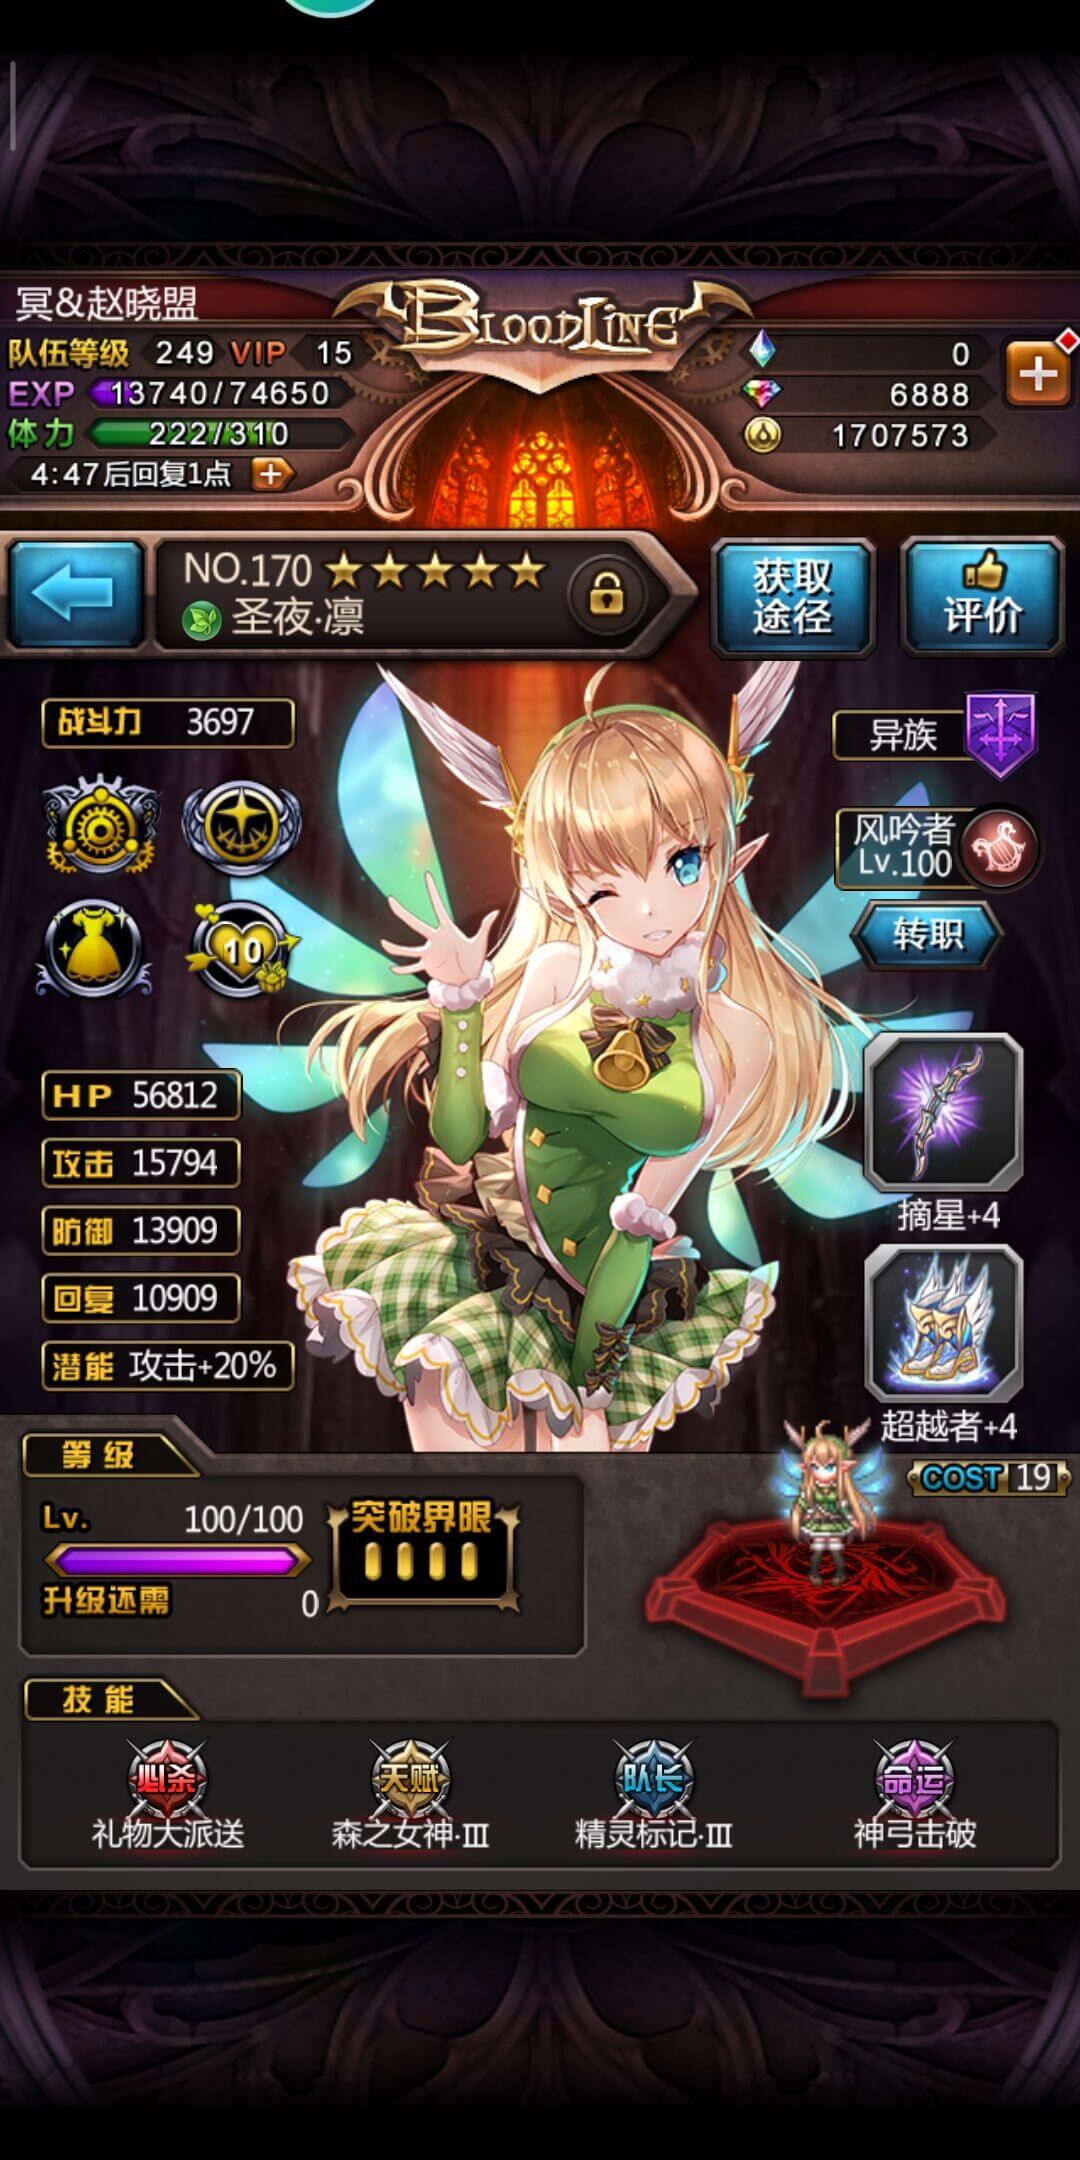 冥&赵晓盟
BLOODLINE
队伍等级 249 VIP 15
0
EXP 13740/74650
6888
体力 222/310
1707573
4:47后回复1点
NO.170
圣夜·凛
获取
途径
评价
战斗力 3697
异族
风吟者
Lv.100
转职
10
HP 56812
攻击 15794
防御 13909
回复 10909
潜能 攻击+20%
摘星+4
超越者+4
等级
COST 19
Lv. 100/100
突破界限
升级还需 0
技能
必杀
天赋
队长
命运
礼物大派送
森之女神·III
精灵标记·III
神弓击破